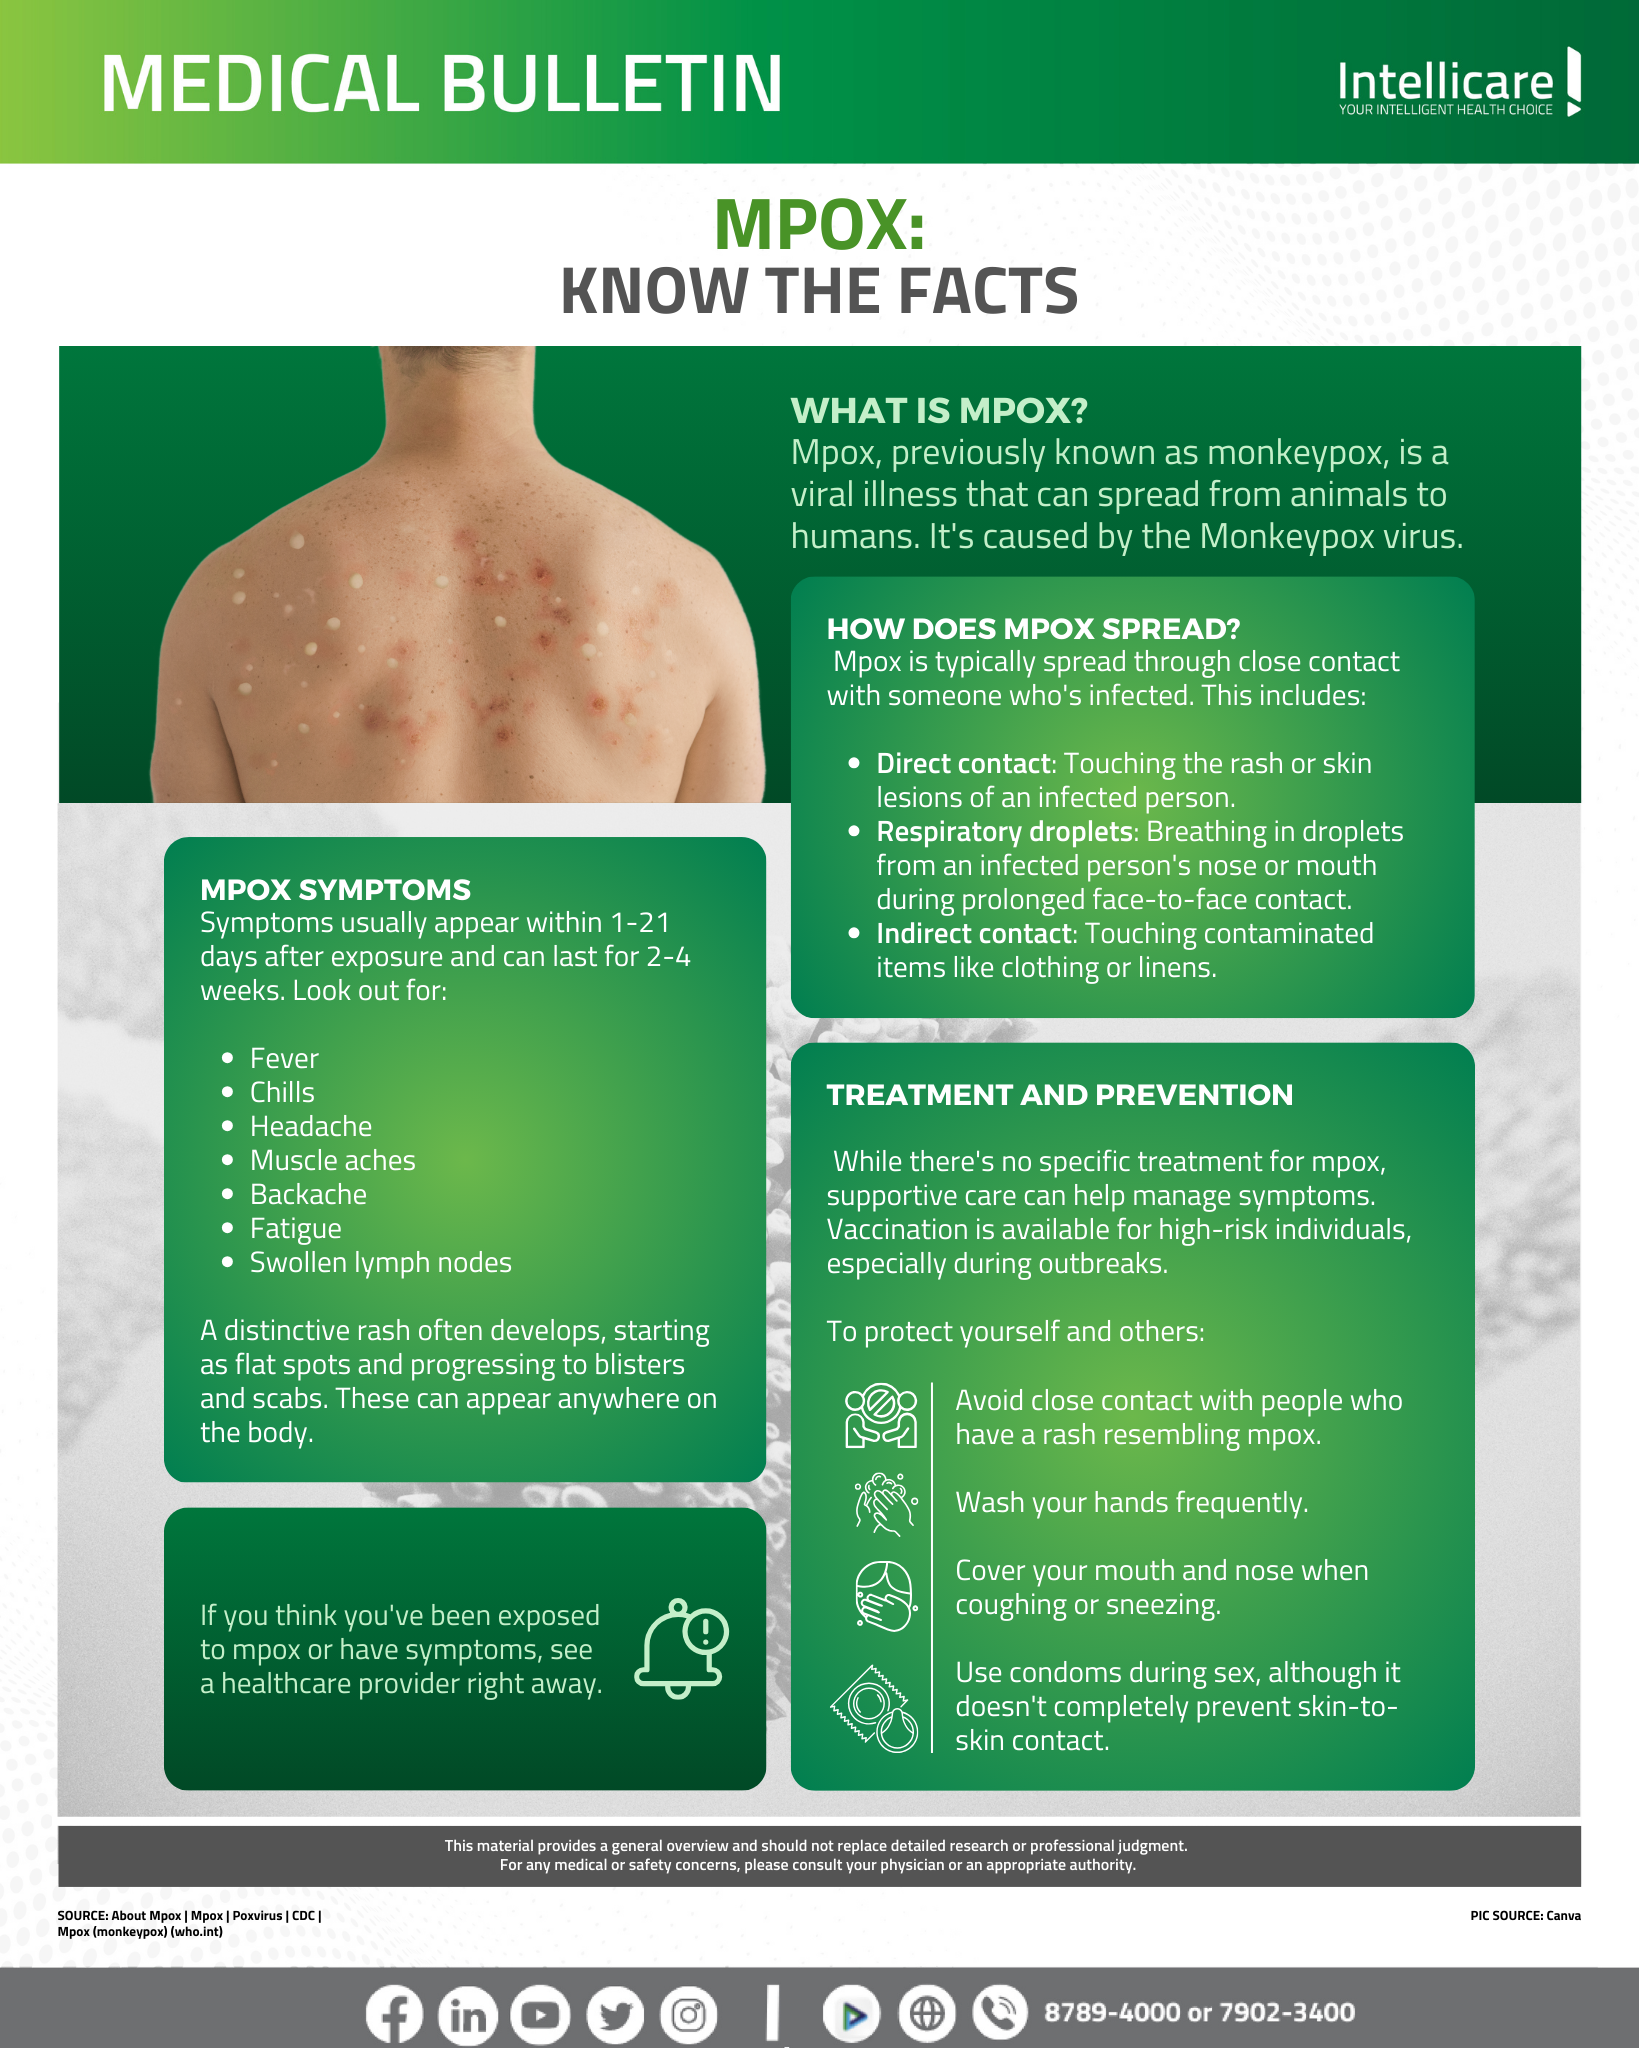 MEDICAL BULLETIN
Intellicare
YOUR INTELLIGENT HEALTH CHOICE
MPOX:
KNOW THE FACTS
WHAT IS MPOX?
Mpox, previously known as monkeypox, is a
viral illness that can spread from animals to
humans. It's caused by the Monkeypox virus.
HOW DOES MPOX SPREAD?
Mpox is typically spread through close contact
with someone who's infected. This includes:
• Direct contact: Touching the rash or skin
lesions of an infected person.
• Respiratory droplets: Breathing in droplets
from an infected person's nose or mouth
during prolonged face-to-face contact.
• Indirect contact: Touching contaminated
items like clothing or linens.
MPOX SYMPTOMS
Symptoms usually appear within 1-21
days after exposure and can last for 2-4
weeks. Look out for:
• Fever
• Chills
• Headache
• Muscle aches
• Backache
• Fatigue
• Swollen lymph nodes
A distinctive rash often develops, starting
as flat spots and progressing to blisters
and scabs. These can appear anywhere on
the body.
If you think you've been exposed
to mpox or have symptoms, see
a healthcare provider right away.
TREATMENT AND PREVENTION
While there's no specific treatment for mpox,
supportive care can help manage symptoms.
Vaccination is available for high-risk individuals,
especially during outbreaks.
To protect yourself and others:
Avoid close contact with people who
have a rash resembling mpox.
Wash your hands frequently.
Cover your mouth and nose when
coughing or sneezing.
Use condoms during sex, although it
doesn't completely prevent skin-to-
skin contact.
This material provides a general overview and should not replace detailed research or professional judgment.
For any medical or safety concerns, please consult your physician or an appropriate authority.
SOURCE: About Mpox | Mpox | Poxvirus | CDC |
Mpox (monkeypox) (who.int)
PIC SOURCE: Canva
8789-4000 or 7902-3400